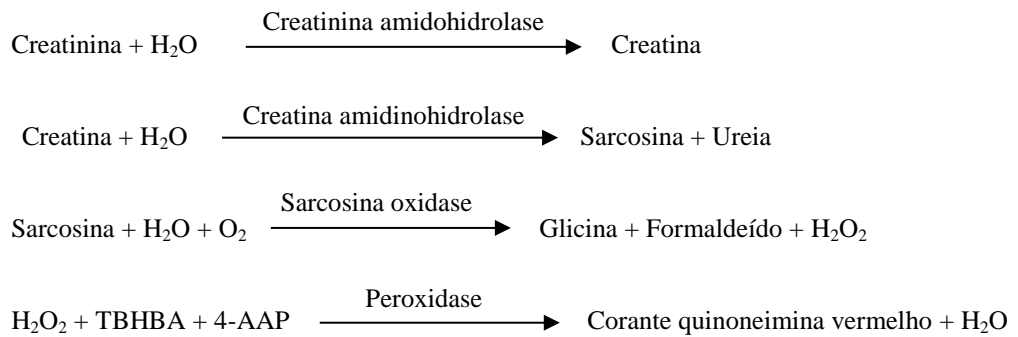 Creatinina amidohidrolase
Creatinina + H₂O Creatina
Creatina amidinohidrolase
Creatina + H₂O Sarcosina + Ureia
Sarcosina oxidase
Sarcosina + H₂O + O₂ Glicina + Formaldeído + H₂O₂
Peroxidase
H₂O₂ + TBHBA + 4-AAP Corante quinoneimina vermelho + H₂O